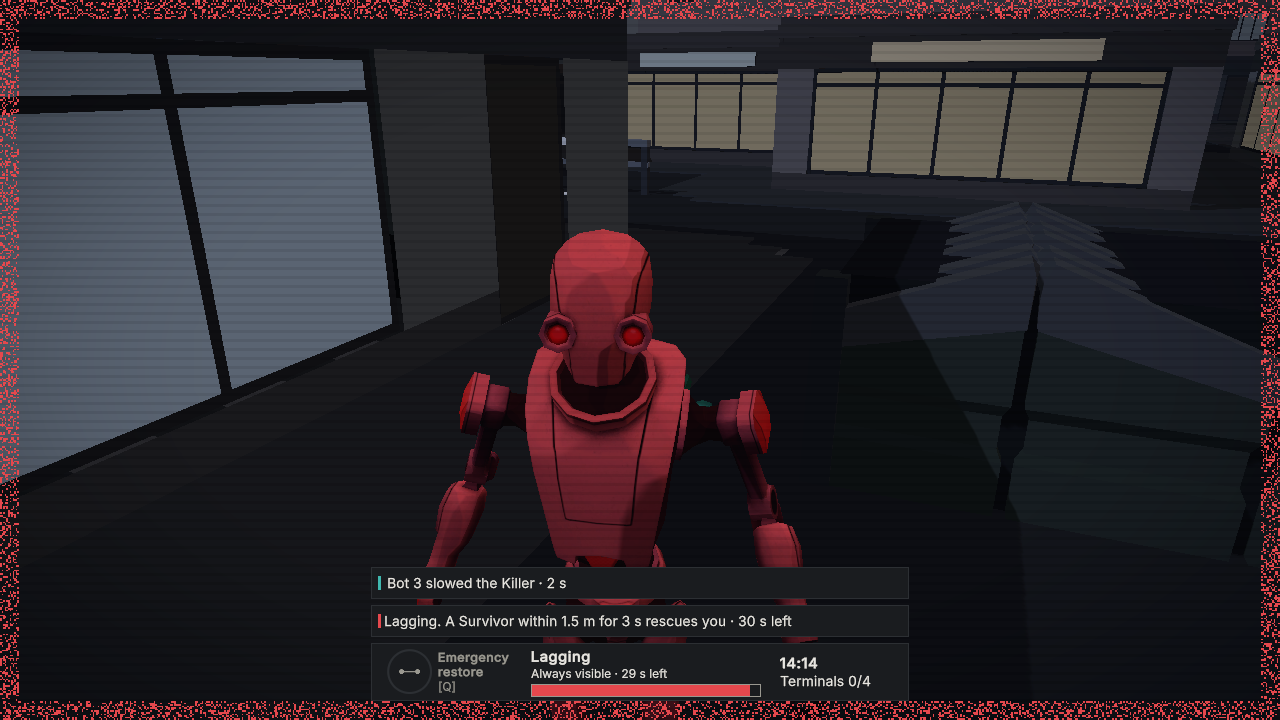 Bot 3 slowed the Killer · 2 s
Lagging. A Survivor within 1.5 m for 3 s rescues you · 30 s left
Emergency
restore
[Q]
Lagging
Always visible · 29 s left
14:14
Terminals 0/4